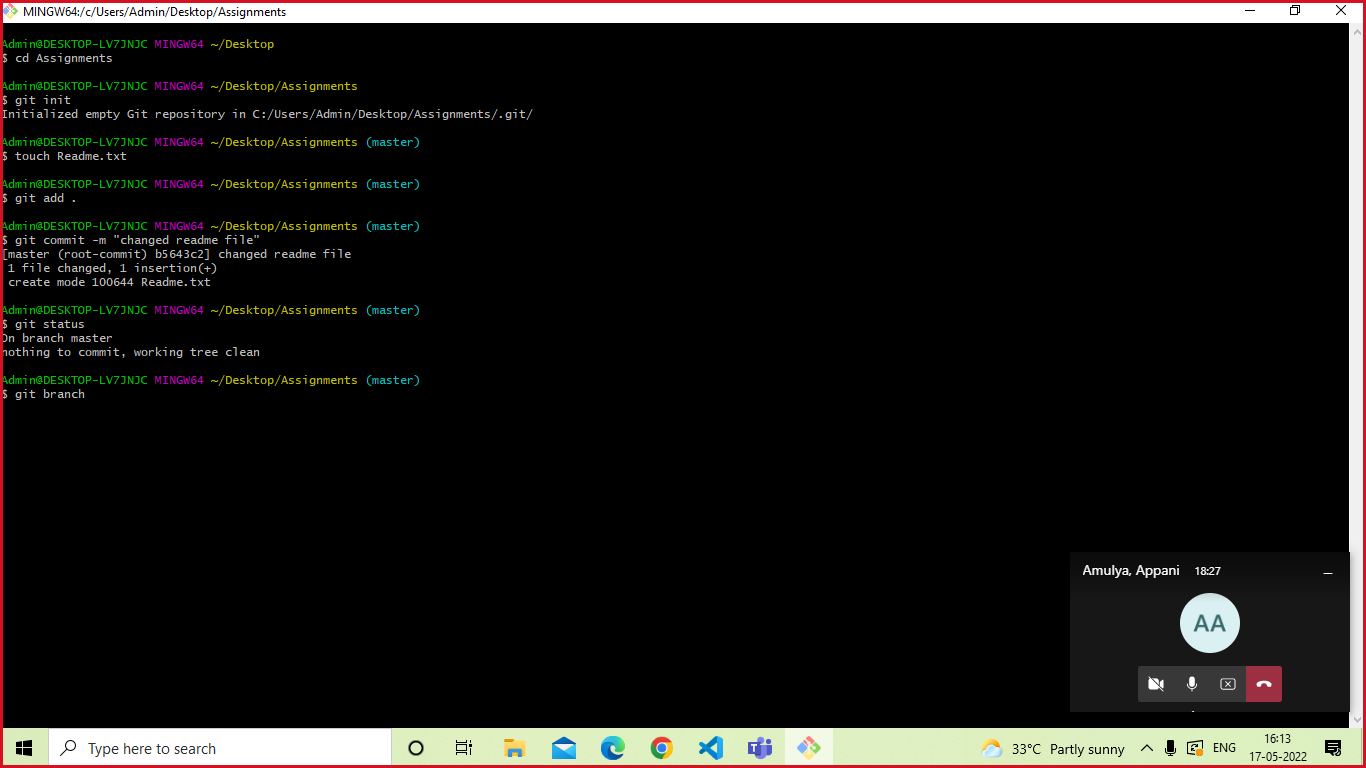 MINGW64:/c/Users/Admin/Desktop/Assignments
Admin@DESKTOP-LV7JNJC MINGW64 ~/Desktop
$ cd Assignments
Admin@DESKTOP-LV7JNJC MINGW64 ~/Desktop/Assignments
$ git init
Initialized empty Git repository in C:/Users/Admin/Desktop/Assignments/.git/
Admin@DESKTOP-LV7JNJC MINGW64 ~/Desktop/Assignments (master)
$ touch Readme.txt
Admin@DESKTOP-LV7JNJC MINGW64 ~/Desktop/Assignments (master)
$ git add .
Admin@DESKTOP-LV7JNJC MINGW64 ~/Desktop/Assignments (master)
$ git commit -m "changed readme file"
[master (root-commit) b5643c2] changed readme file
1 file changed, 1 insertion(+)
create mode 100644 Readme.txt
Admin@DESKTOP-LV7JNJC MINGW64 ~/Desktop/Assignments (master)
$ git status
On branch master
nothing to commit, working tree clean
Admin@DESKTOP-LV7JNJC MINGW64 ~/Desktop/Assignments (master)
$ git branch
Amulya, Appani 18:27
AA
Type here to search
33°C Partly sunny
ENG
16:13
17-05-2022